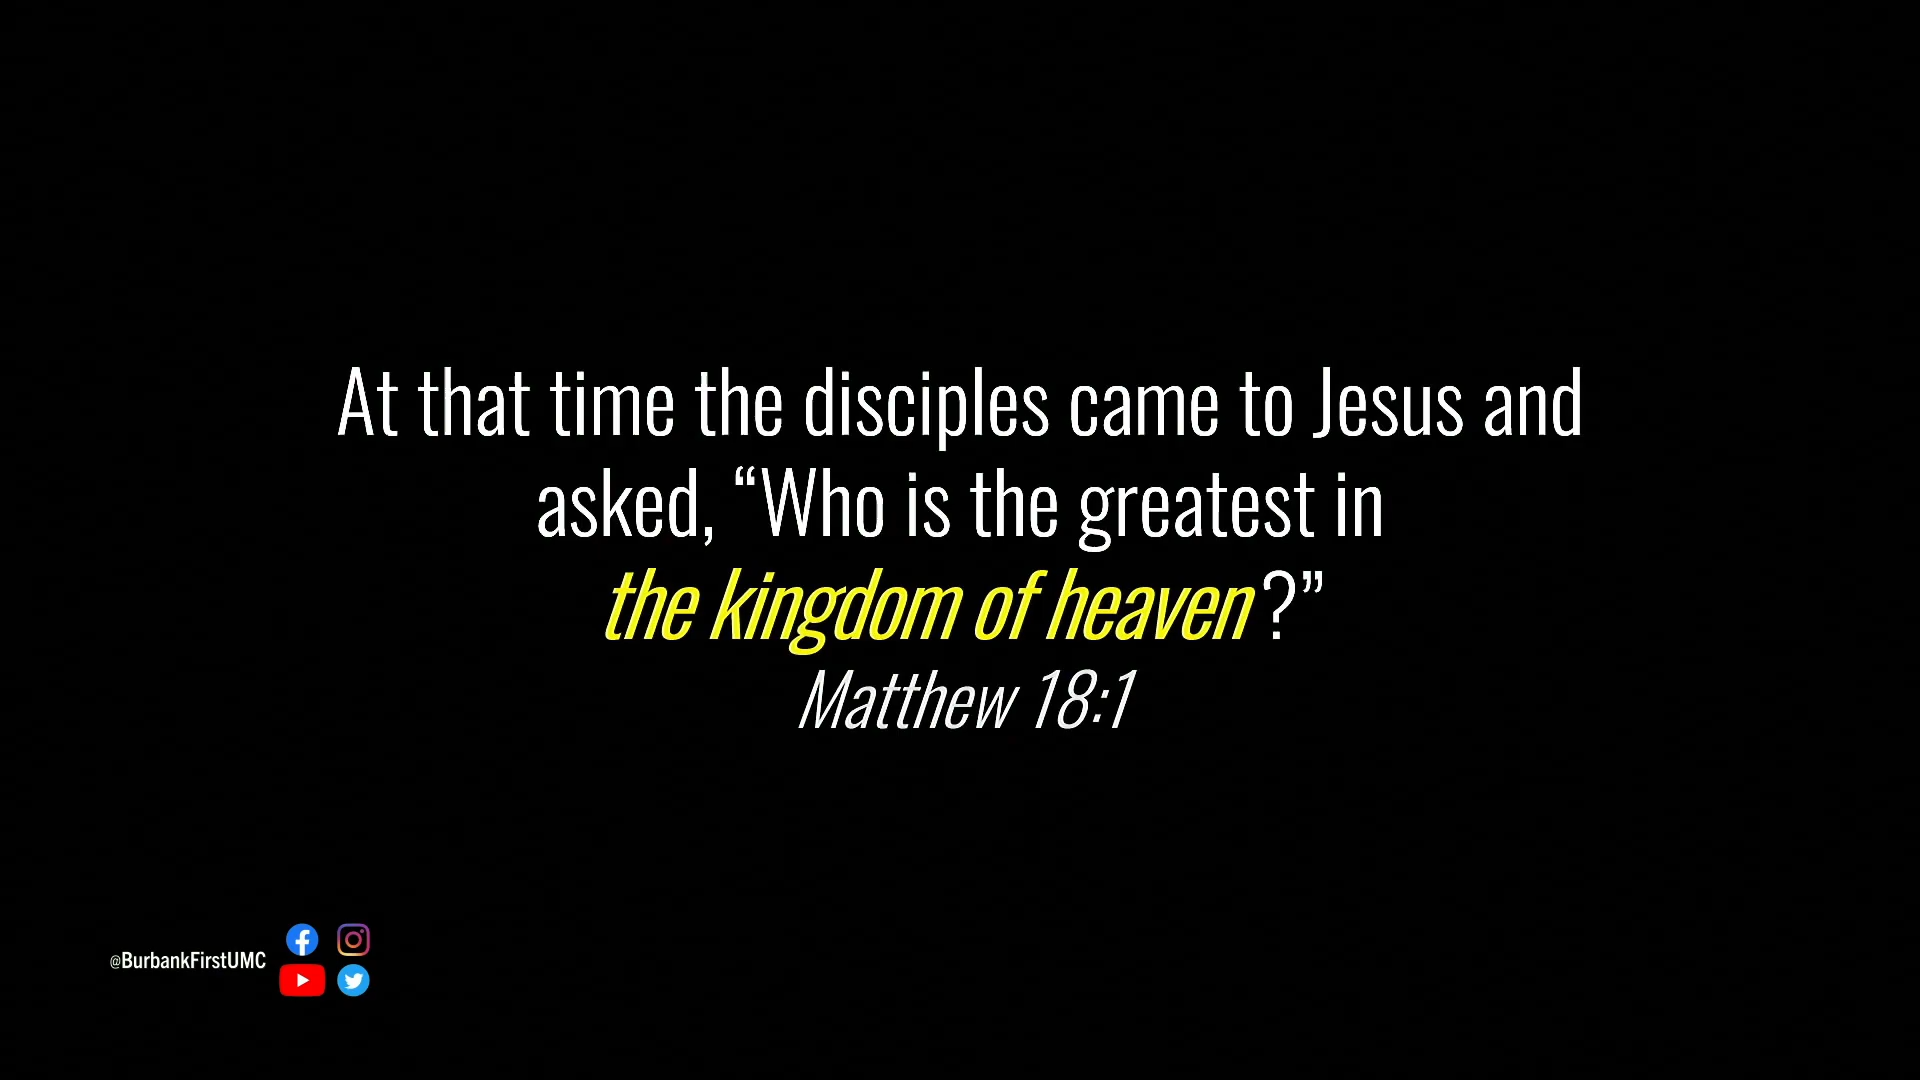 At that time the disciples came to Jesus and
asked, “Who is the greatest in
the kingdom of heaven?”
Matthew 18:1
@BurbankFirstUMC